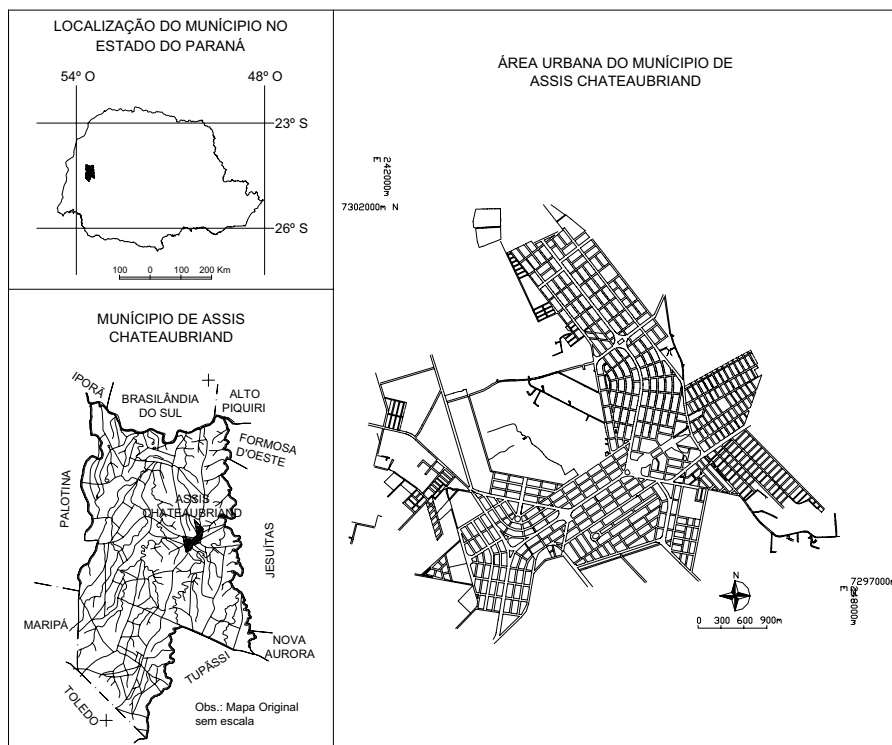 LOCALIZAÇÃO DO MUNÍCIPIO NO
ESTADO DO PARANÁ
54º O
48º O
23º S
26º S
100 0 100 200 Km
MUNÍCIPIO DE ASSIS
CHATEAUBRIAND
IPORÃ
BRASILÂNDIA
DO SUL
ALTO
PIQUIRI
FORMOSA
D'OESTE
PALOTINA
ASSIS
CHATEAUBRIAND
JESUÍTAS
MARIPÁ
NOVA
AURORA
TUPÃSSI
TOLEDO
Obs.: Mapa Original
sem escala
ÁREA URBANA DO MUNÍCIPIO DE
ASSIS CHATEAUBRIAND
242000m
E
7302000m N
N
0 300 600 900m
7297000m
248000m
E